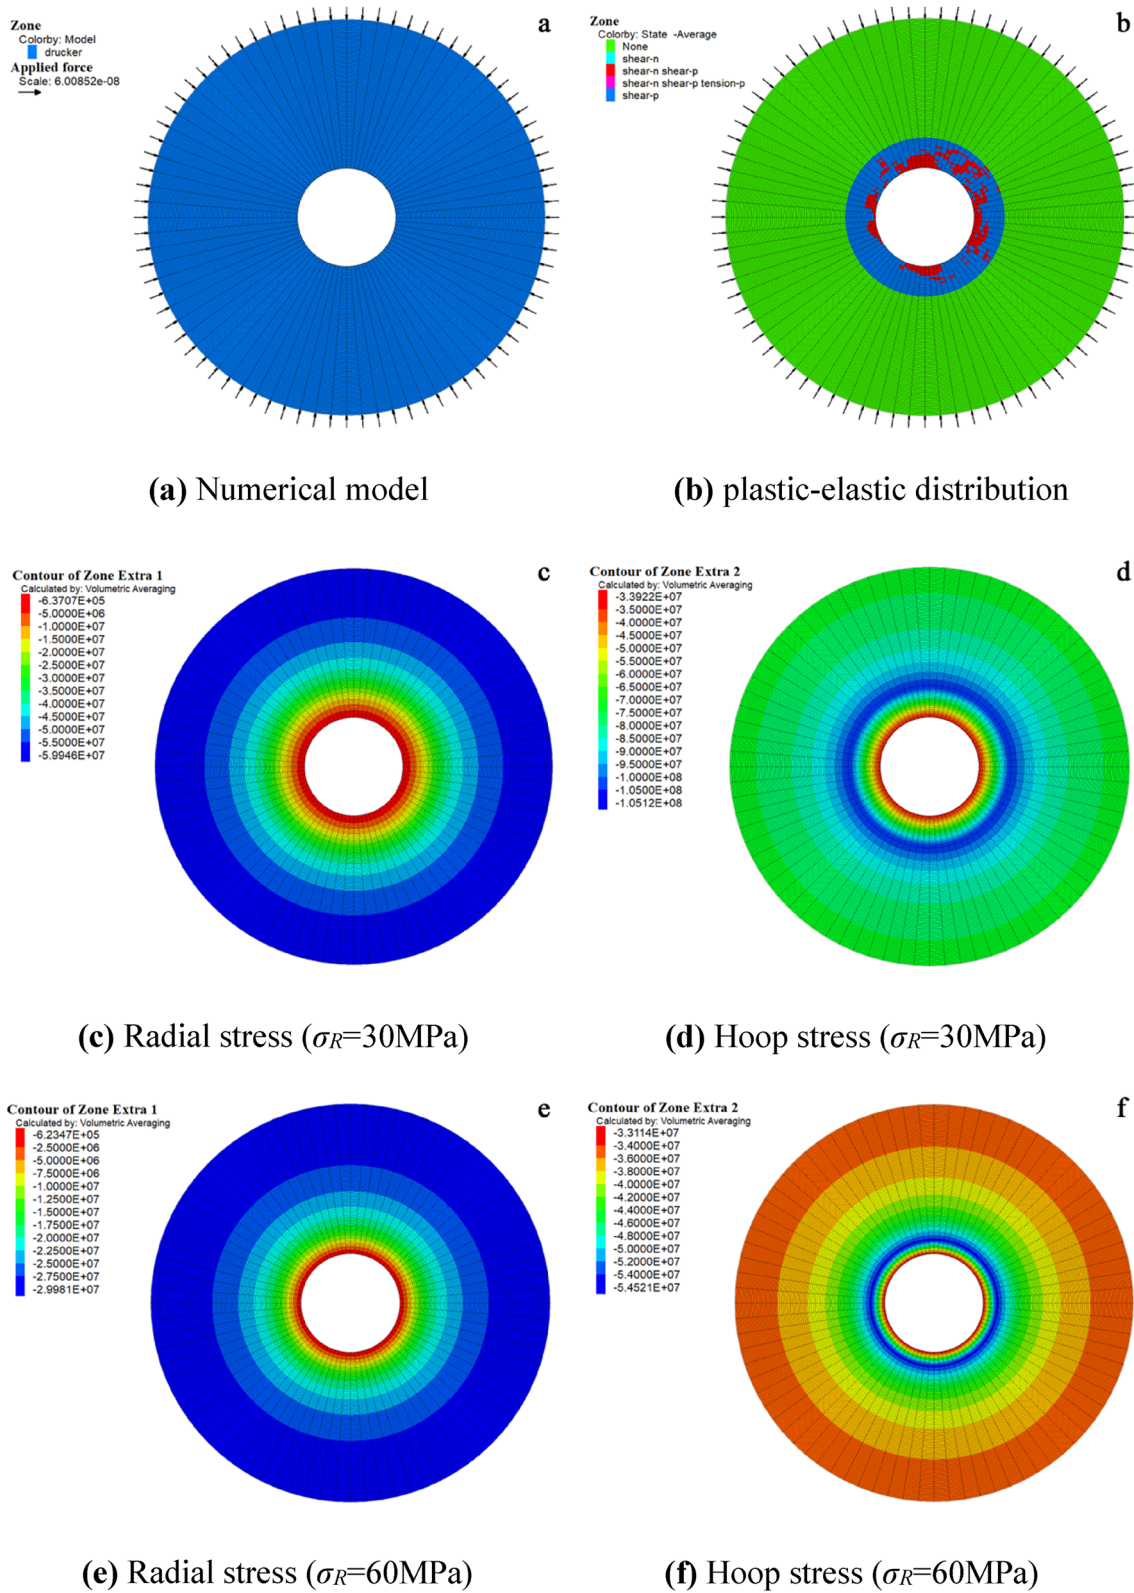 Zone
Colorby: Model
drucker
Applied force
Scale: 6.00852e-08
a
Zone
Colorby: State -Average
None
shear-n
shear-n shear-p
shear-n shear-p tension-p
shear-p
b
(a) Numerical model
(b) plastic-elastic distribution
Contour of Zone Extra 1
Calculated by: Volumetric Averaging
-6.3707E+05
-5.0000E+06
-1.0000E+07
-1.5000E+07
-2.0000E+07
-2.5000E+07
-3.0000E+07
-3.5000E+07
-4.0000E+07
-4.5000E+07
-5.0000E+07
-5.5000E+07
-5.9946E+07
c
Contour of Zone Extra 2
Calculated by: Volumetric Averaging
-3.3922E+07
-3.5000E+07
-4.0000E+07
-4.5000E+07
-5.0000E+07
-5.5000E+07
-6.0000E+07
-6.5000E+07
-7.0000E+07
-7.5000E+07
-8.0000E+07
-8.5000E+07
-9.0000E+07
-9.5000E+07
-1.0000E+08
-1.0500E+08
-1.0512E+08
d
(c) Radial stress (σR=30MPa)
(d) Hoop stress (σR=30MPa)
Contour of Zone Extra 1
Calculated by: Volumetric Averaging
-6.2347E+05
-2.5000E+06
-5.0000E+06
-7.5000E+06
-1.0000E+07
-1.2500E+07
-1.5000E+07
-1.7500E+07
-2.0000E+07
-2.2500E+07
-2.5000E+07
-2.7500E+07
-2.9981E+07
e
Contour of Zone Extra 2
Calculated by: Volumetric Averaging
-3.3114E+07
-3.4000E+07
-3.6000E+07
-3.8000E+07
-4.0000E+07
-4.2000E+07
-4.4000E+07
-4.6000E+07
-4.8000E+07
-5.0000E+07
-5.2000E+07
-5.4000E+07
-5.4521E+07
f
(e) Radial stress (σR=60MPa)
(f) Hoop stress (σR=60MPa)